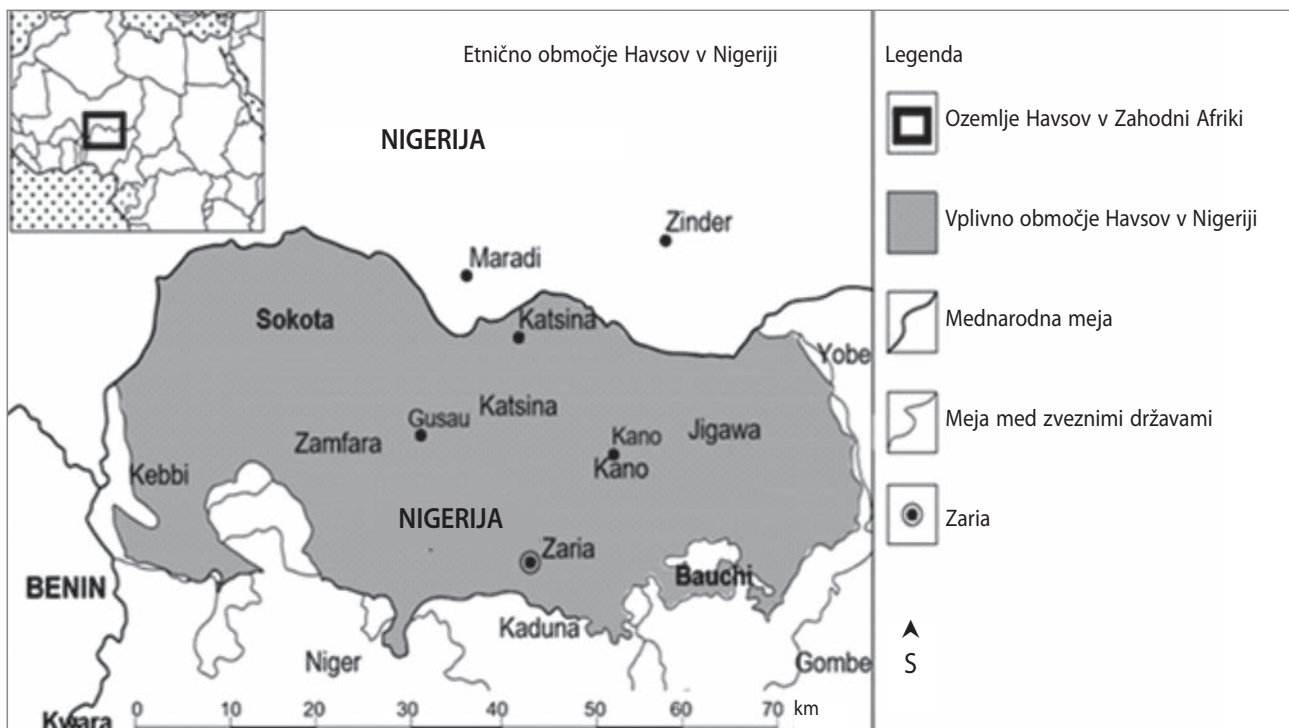 Etnično območje Havsov v Nigeriji
NIGERIJA
Zinder
Maradi
Sokota
Katsina
Yobe
Katsina
Gusau
Zamfara
Kano
Kano
Jigawa
Kebbi
NIGERIJA
Zaria
Bauchi
BENIN
Kaduna
Niger
Gombe
Kwara
0 10 20 30 40 50 60 70 km
Legenda
Ozemlje Havsov v Zahodni Afriki
Vplivno območje Havsov v Nigeriji
Mednarodna meja
Meja med zveznimi državami
Zaria
S